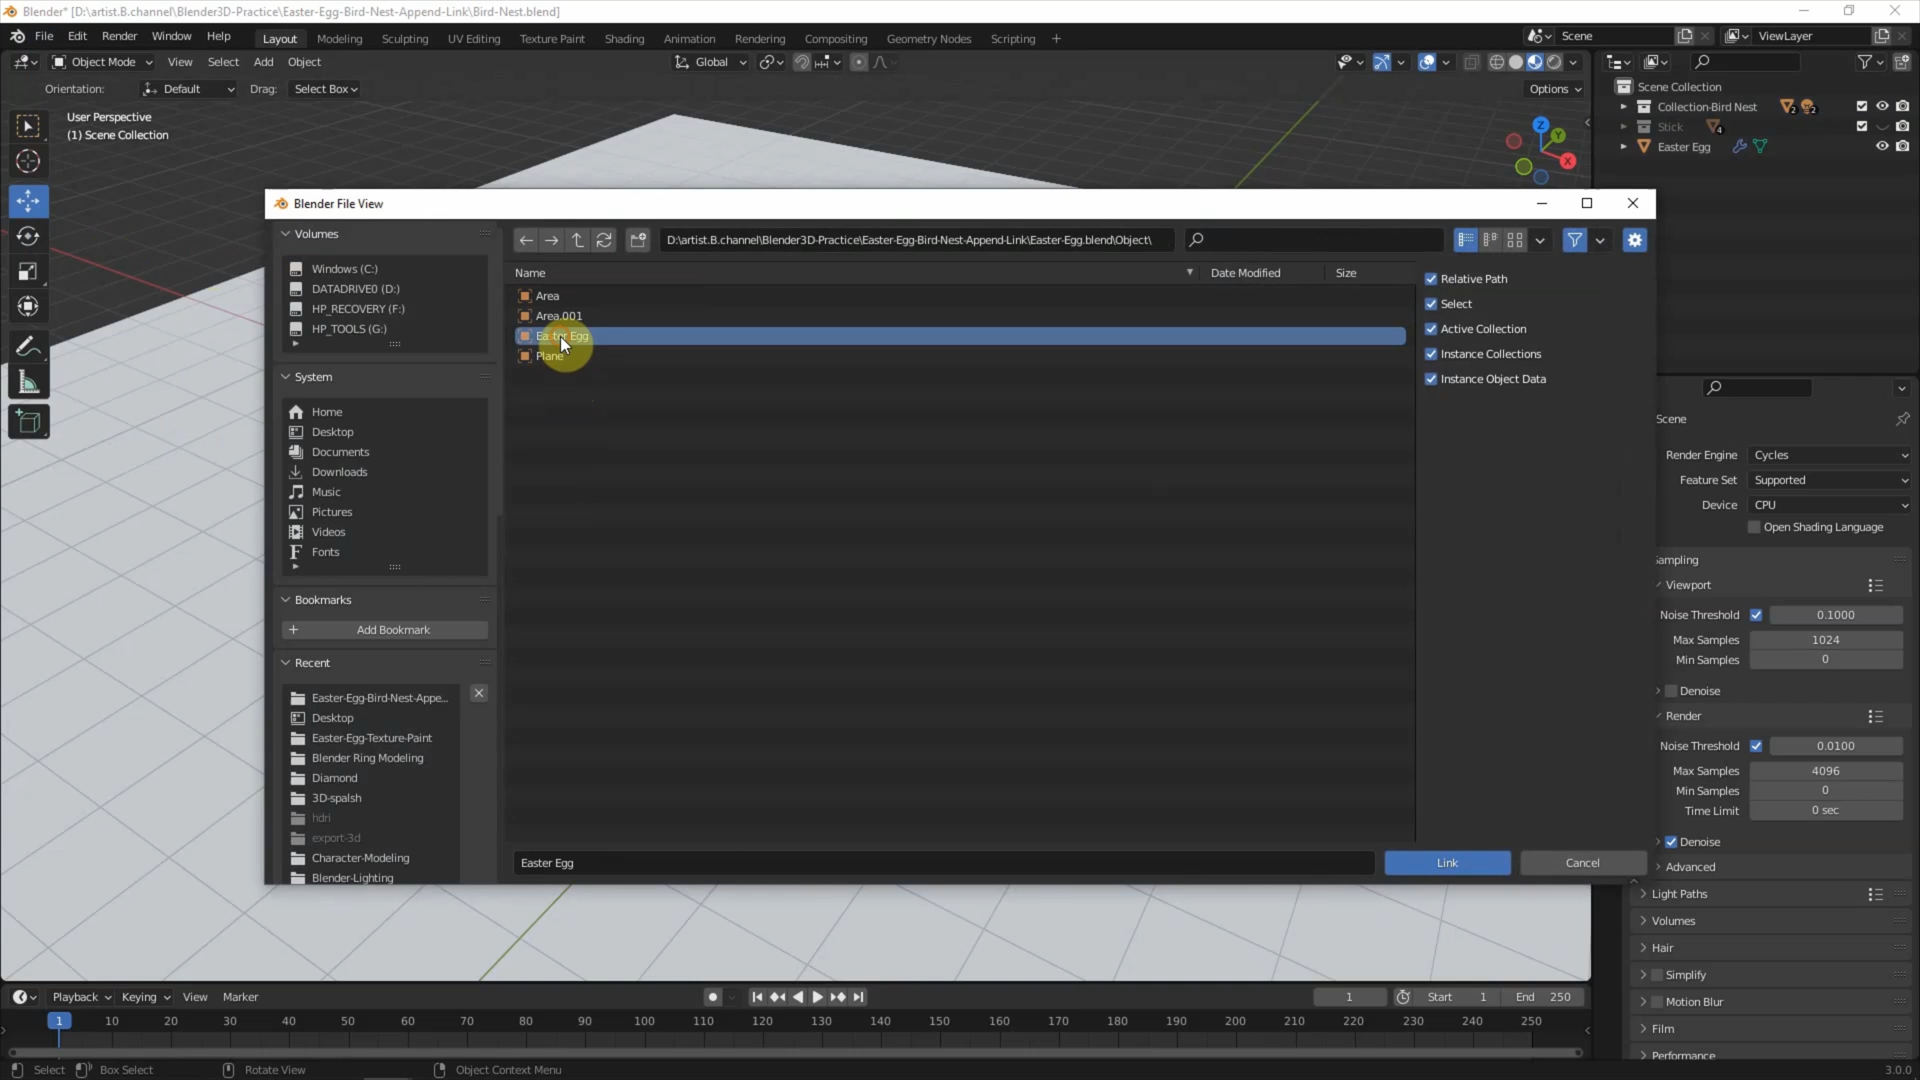 Blender* [D:\artist.B.channel\Blender3D-Practice\Easter-Egg-Bird-Nest-Append-Link\Bird-Nest.blend]
File Edit Render Window Help Layout Modeling Sculpting UV Editing Texture Paint Shading Animation Rendering Compositing Geometry Nodes Scripting + Scene ViewLayer
Object Mode View Select Add Object Global
Orientation: Default Drag: Select Box Options
User Perspective
(1) Scene Collection
Z
Y
X
Scene Collection
Collection-Bird Nest 2 2
Stick 4
Easter Egg
Blender File View
Volumes
Windows (C:)
DATADRIVE0 (D:)
HP_RECOVERY (F:)
HP_TOOLS (G:)
System
Home
Desktop
Documents
Downloads
Music
Pictures
Videos
Fonts
Bookmarks
Add Bookmark
Recent
Easter-Egg-Bird-Nest-Appe...
Desktop
Easter-Egg-Texture-Paint
Blender Ring Modeling
Diamond
3D-spalsh
hdri
export-3d
Character-Modeling
Blender-Lighting
D:\artist.B.channel\Blender3D-Practice\Easter-Egg-Bird-Nest-Append-Link\Easter-Egg.blend\Object\
Name Date Modified Size
Area
Area.001
Easter Egg
Plane
Relative Path
Select
Active Collection
Instance Collections
Instance Object Data
Easter Egg
Link Cancel
Scene
Render Engine Cycles
Feature Set Supported
Device CPU
Open Shading Language
Sampling
Viewport
Noise Threshold 0.1000
Max Samples 1024
Min Samples 0
Denoise
Render
Noise Threshold 0.0100
Max Samples 4096
Min Samples 0
Time Limit 0 sec
Denoise
Advanced
Light Paths
Volumes
Hair
Simplify
Motion Blur
Film
Performance
Playback Keying View Marker 1 Start 1 End 250
1 10 20 30 40 50 60 70 80 90 100 110 120 130 140 150 160 170 180 190 200 210 220 230 240 250
Select Box Select Rotate View Object Context Menu 3.0.0